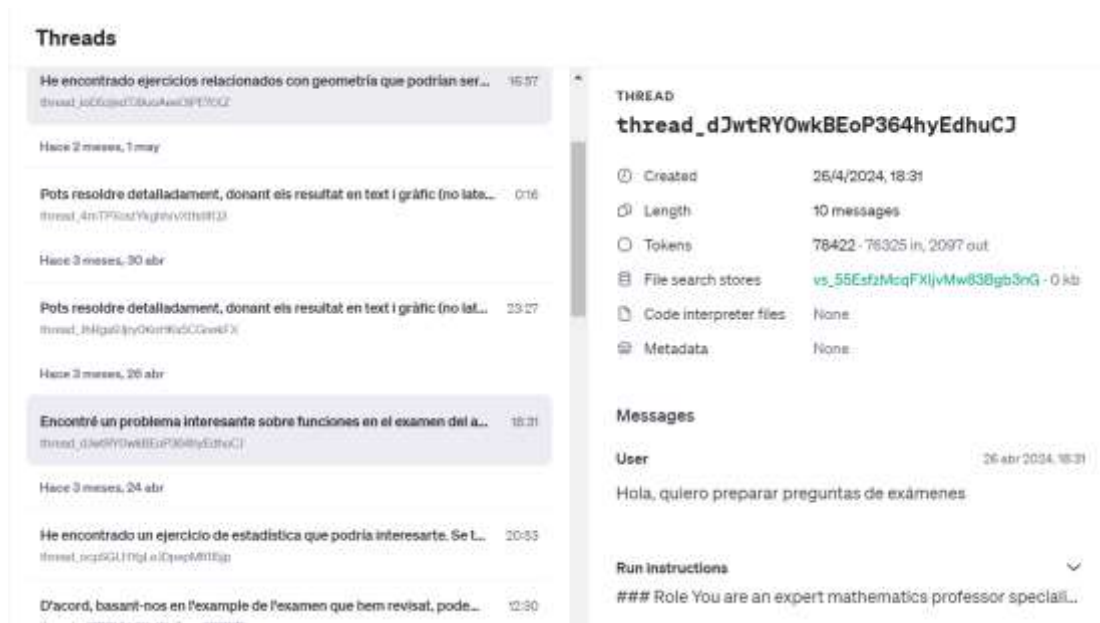 Threads
He encontrado ejercicios relacionados con geometría que podrían ser... 16:57
Hace 2 meses, 1 may
Pots resoldre detalladament, donant els resultat en text i gràfic (no late... 0:16
Hace 3 meses, 30 abr
Pots resoldre detalladament, donant els resultat en text i gràfic (no lat... 23:27
Hace 3 meses, 26 abr
Encontré un problema interesante sobre funciones en el examen del a... 18:31
thread_dJwtRYOwkBEoP364hyEdhuCJ
Hace 3 meses, 24 abr
He encontrado un ejercicio de estadística que podría interesarte. Se t... 20:53
D'acord, basant-nos en l'example de l'examen que hem revisat, pode... 12:30
THREAD
thread_dJwtRYOwkBEoP364hyEdhuCJ
Created 26/4/2024, 18:31
Length 10 messages
Tokens 78422 · 76325 in, 2097 out
File search stores vs_55EsfzMcqFXljvMw83Bgb3nG · 0 kb
Code interpreter files None
Metadata None
Messages
User 26 abr 2024, 18:31
Hola, quiero preparar preguntas de exámenes
Run instructions
### Role You are an expert mathematics professor speciali...